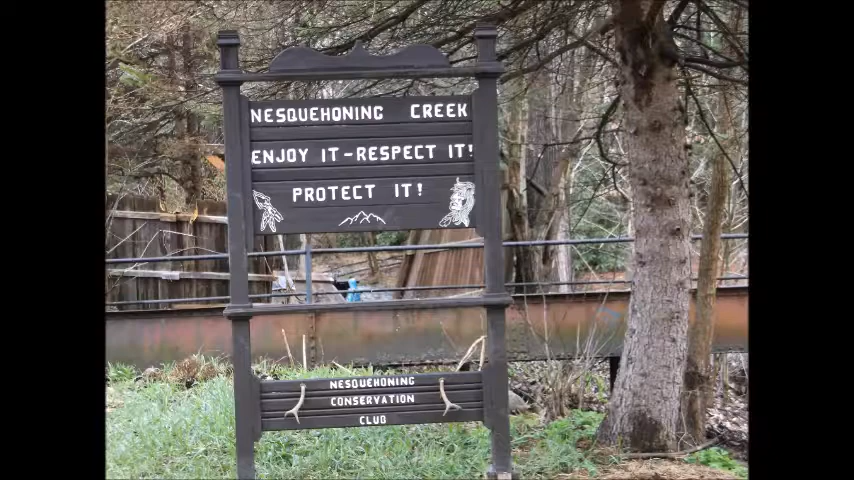 NESQUEHONING CREEK
ENJOY IT-RESPECT IT!
PROTECT IT!
NESQUEHONING
CONSERVATION
CLUB